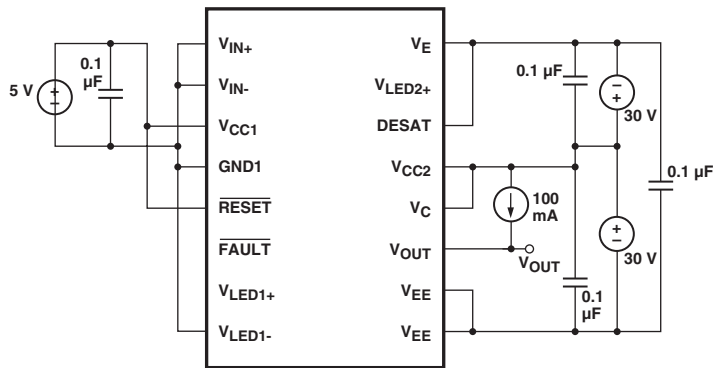 5 V
+
−
0.1
µF
V_IN+
V_IN-
V_CC1
GND1
RESET
FAULT
V_LED1+
V_LED1-
V_E
V_LED2+
DESAT
V_CC2
V_C
V_OUT
V_EE
V_EE
0.1 µF
−
+
30 V
0.1 µF
100
mA
V_OUT
+
−
30 V
0.1
µF